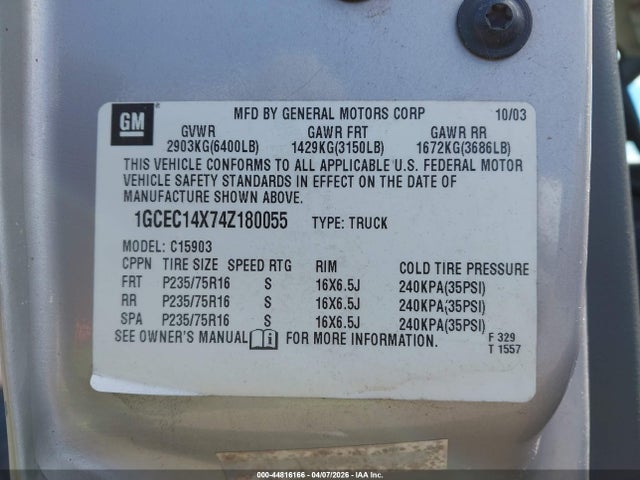 GM
MFD BY GENERAL MOTORS CORP 10/03
GVWR GAWR FRT GAWR RR
2903KG(6400LB) 1429KG(3150LB) 1672KG(3686LB)
THIS VEHICLE CONFORMS TO ALL APPLICABLE U.S. FEDERAL MOTOR
VEHICLE SAFETY STANDARDS IN EFFECT ON THE DATE OF
MANUFACTURE SHOWN ABOVE.
1GCEC14X74Z180055 TYPE: TRUCK
MODEL: C15903
CPPN TIRE SIZE SPEED RTG RIM COLD TIRE PRESSURE
FRT P235/75R16 S 16X6.5J 240KPA(35PSI)
RR P235/75R16 S 16X6.5J 240KPA(35PSI)
SPA P235/75R16 S 16X6.5J 240KPA(35PSI)
SEE OWNER'S MANUAL FOR MORE INFORMATION.
F 329
T 1557
000-44816166 - 04/07/2026 - IAA Inc.